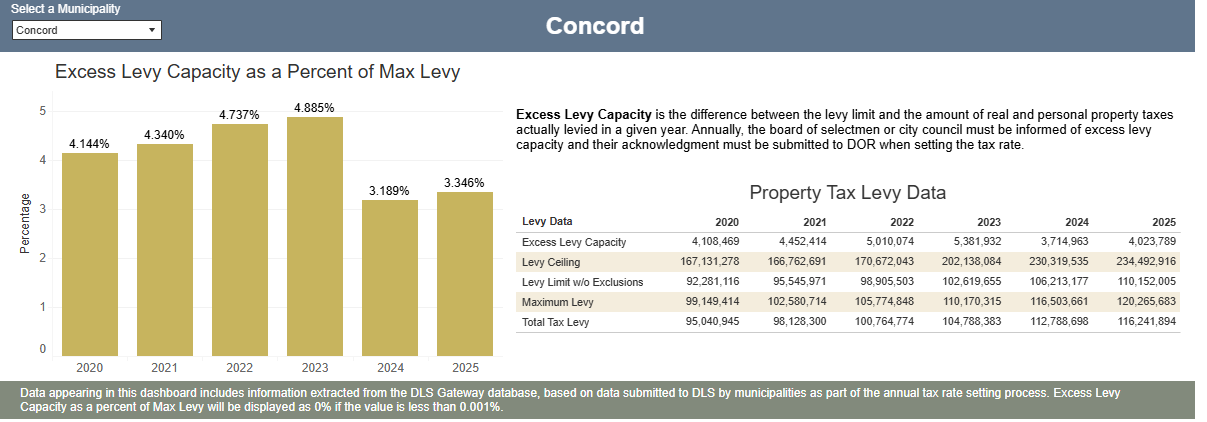 Select a Municipality
Concord
Concord
Excess Levy Capacity as a Percent of Max Levy
Percentage
5
4
3
2
1
0
4.144%
4.340%
4.737%
4.885%
3.189%
3.346%
2020 2021 2022 2023 2024 2025
Excess Levy Capacity is the difference between the levy limit and the amount of real and personal property taxes
actually levied in a given year. Annually, the board of selectmen or city council must be informed of excess levy
capacity and their acknowledgment must be submitted to DOR when setting the tax rate.
Property Tax Levy Data
Levy Data 2020 2021 2022 2023 2024 2025
Excess Levy Capacity 4,108,469 4,452,414 5,010,074 5,381,932 3,714,963 4,023,789
Levy Ceiling 167,131,278 166,762,691 170,672,043 202,138,084 230,319,535 234,492,916
Levy Limit w/o Exclusions 92,281,116 95,545,971 98,905,503 102,619,655 106,213,177 110,152,005
Maximum Levy 99,149,414 102,580,714 105,774,848 110,170,315 116,503,661 120,265,683
Total Tax Levy 95,040,945 98,128,300 100,764,774 104,788,383 112,788,698 116,241,894
Data appearing in this dashboard includes information extracted from the DLS Gateway database, based on data submitted to DLS by municipalities as part of the annual tax rate setting process. Excess Levy
Capacity as a percent of Max Levy will be displayed as 0% if the value is less than 0.001%.